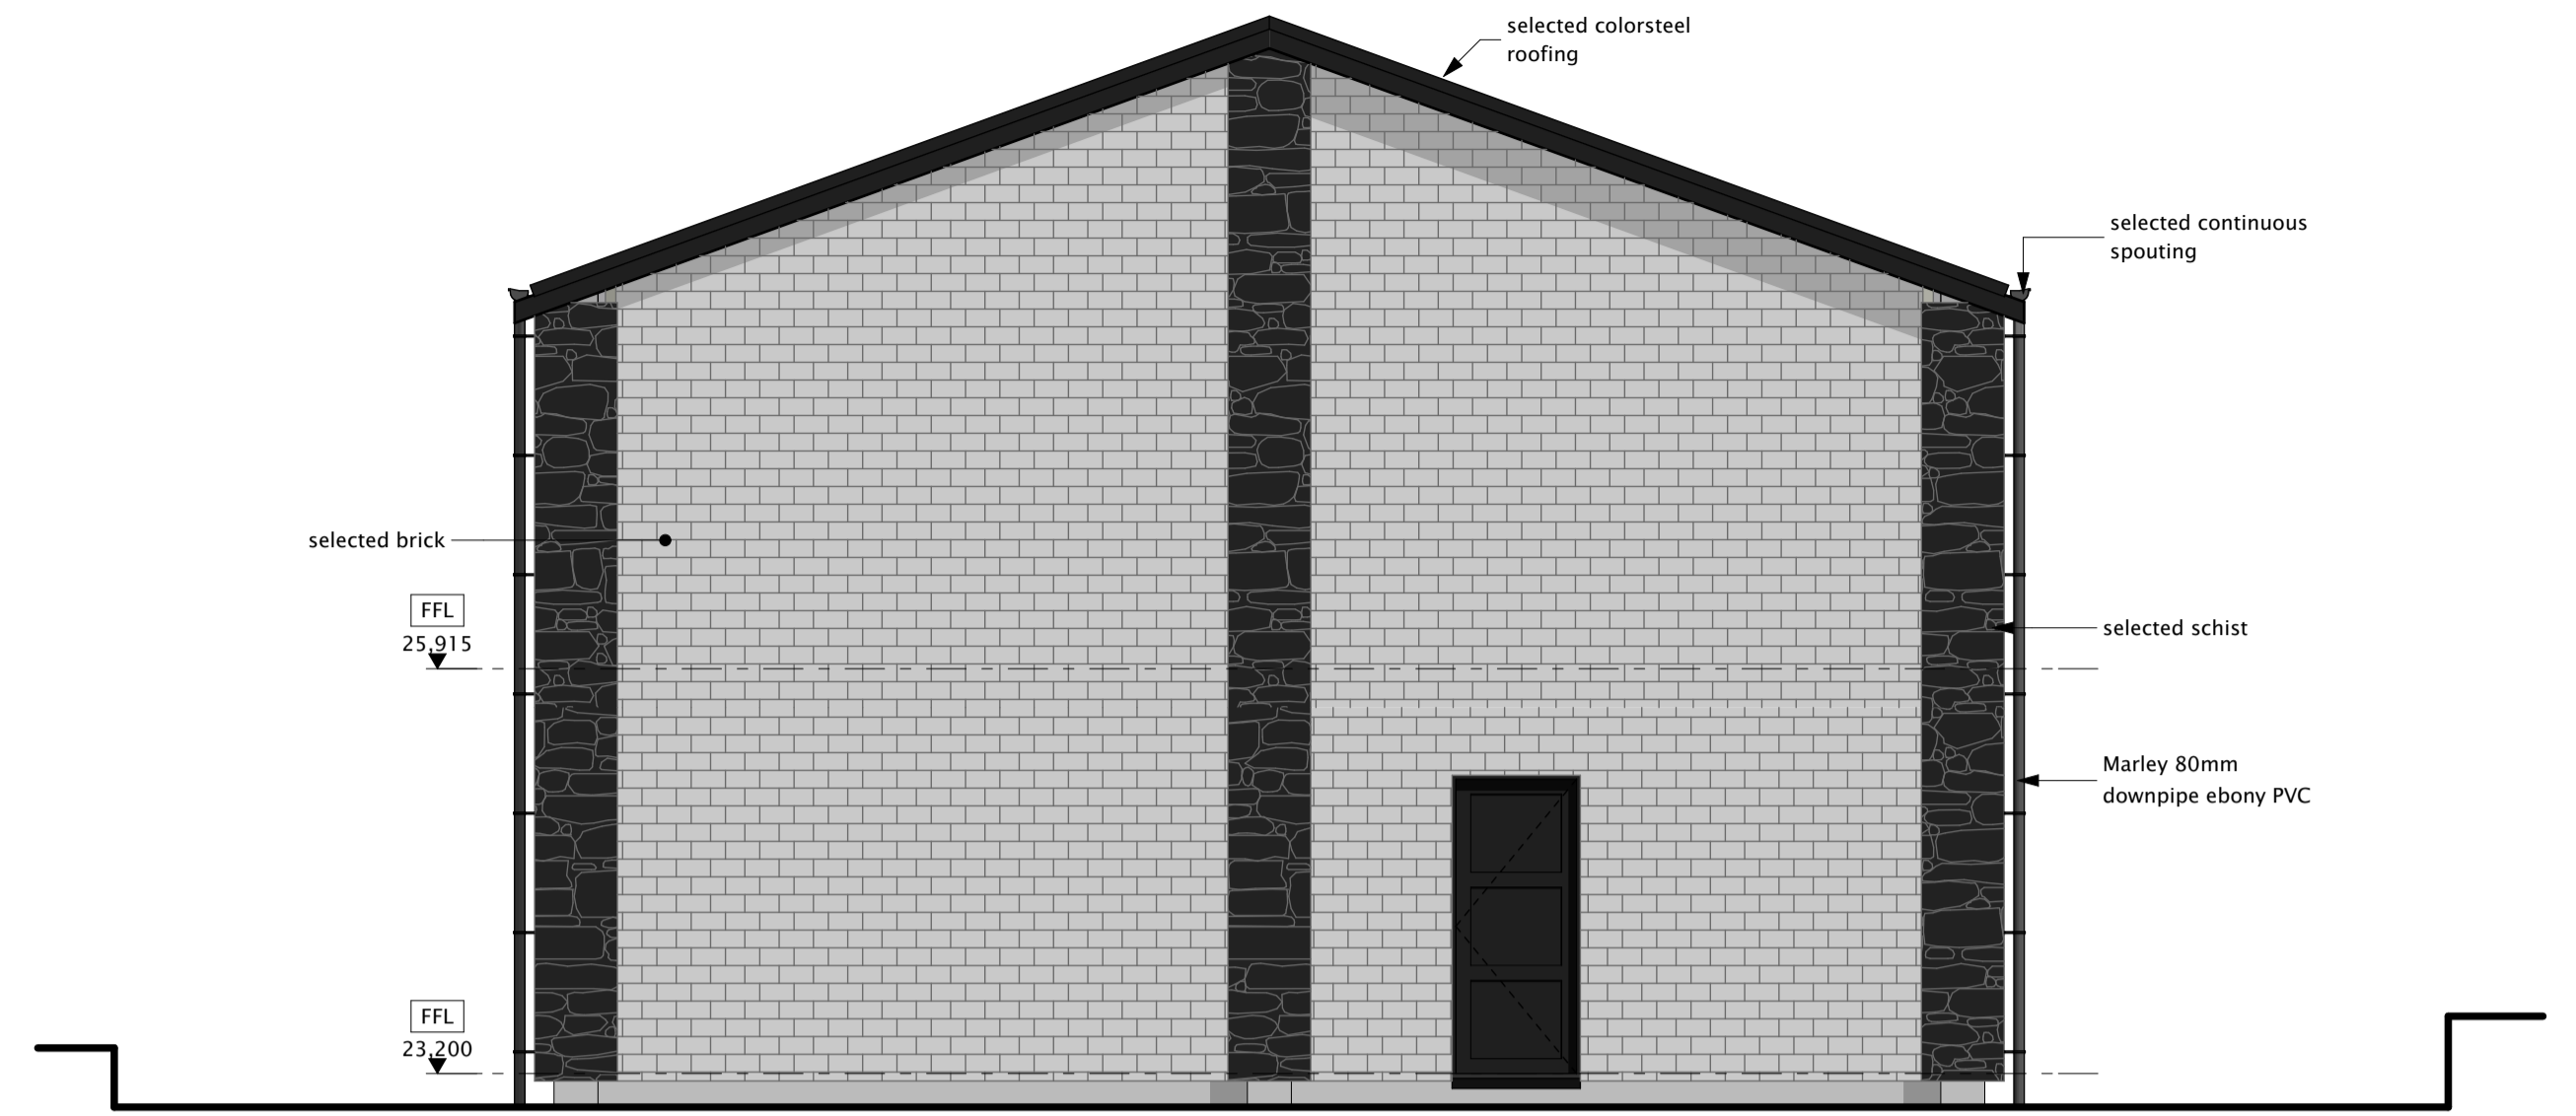 selected colorsteel
roofing
selected continuous
spouting
selected brick
FFL
25,915
selected schist
Marley 80mm
downpipe ebony PVC
FFL
23,200